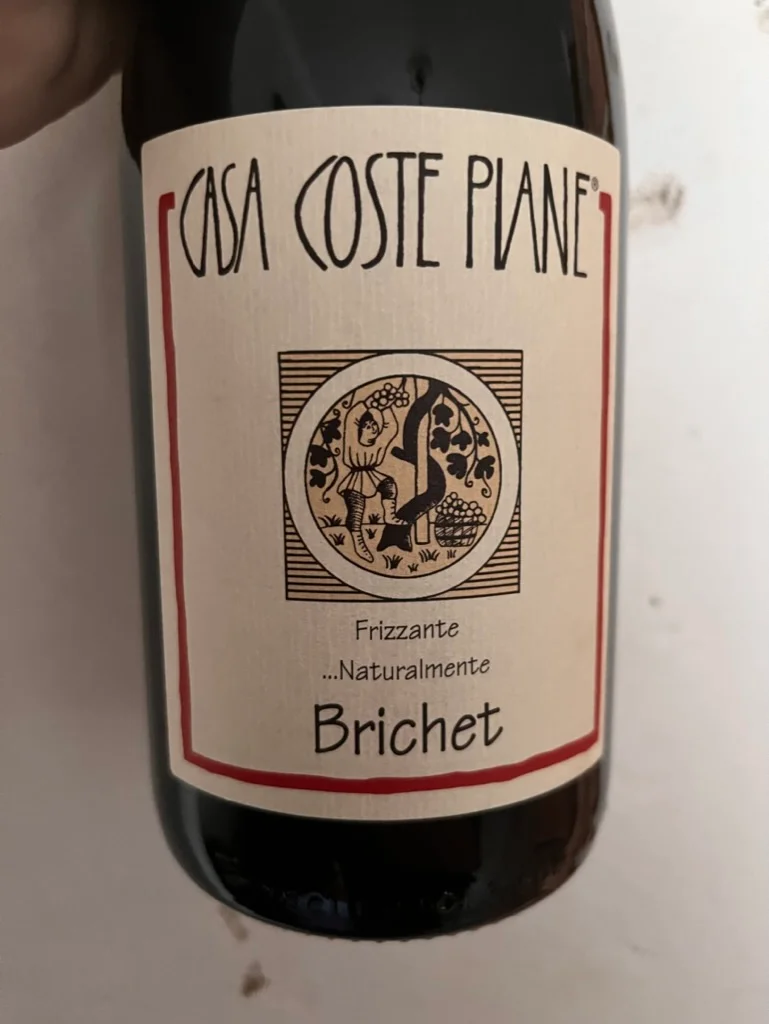 CASA COSTE PIANE®
Frizzante
...Naturalmente
Brichet